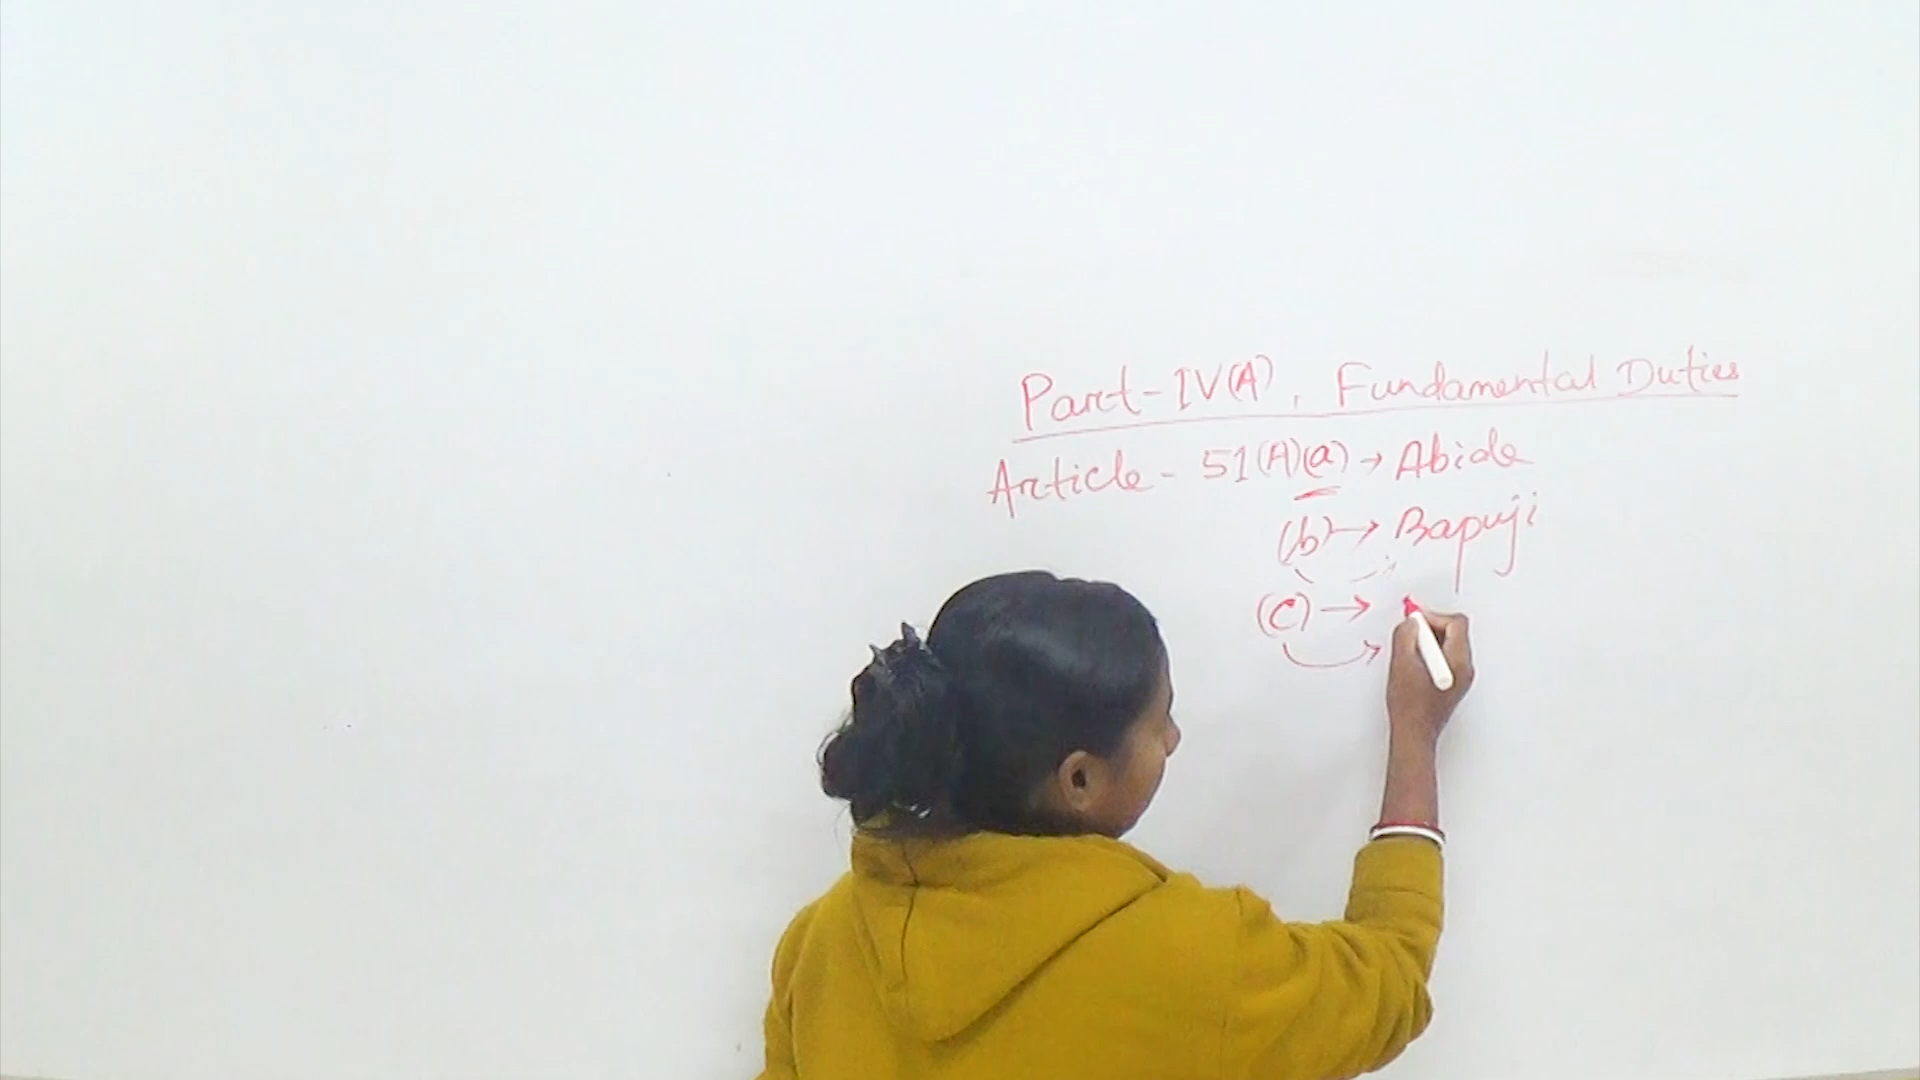 Part-IV(A), Fundamental Duties
Article - 51(A)(a) → Abide
(b) → Bapuji
(c) →